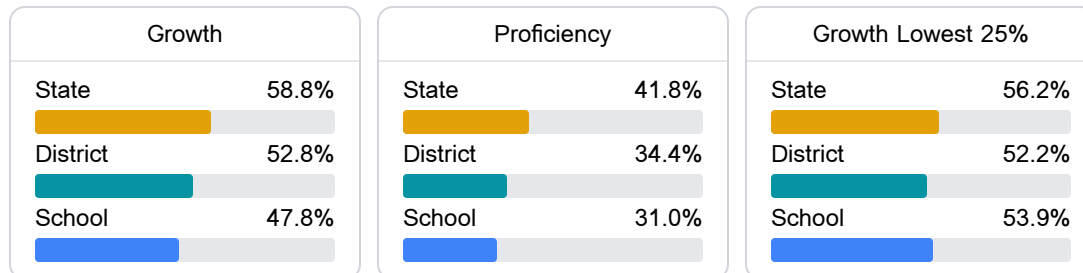 Growth
State 58.8%
District 52.8%
School 47.8%
Proficiency
State 41.8%
District 34.4%
School 31.0%
Growth Lowest 25%
State 56.2%
District 52.2%
School 53.9%